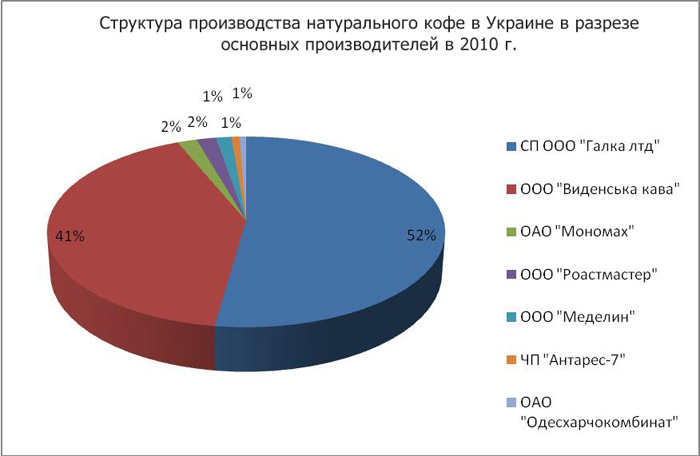 Структура производства натурального кофе в Украине в разрезе
основных производителей в 2010 г.
1%
1%
2%
2%
1%
41%
52%
СП ООО "Галка лтд"
ООО "Виденська кава"
ОАО "Мономах"
ООО "Роастмастер"
ООО "Меделин"
ЧП "Антарес-7"
ОАО
"Одесхарчокомбинат"